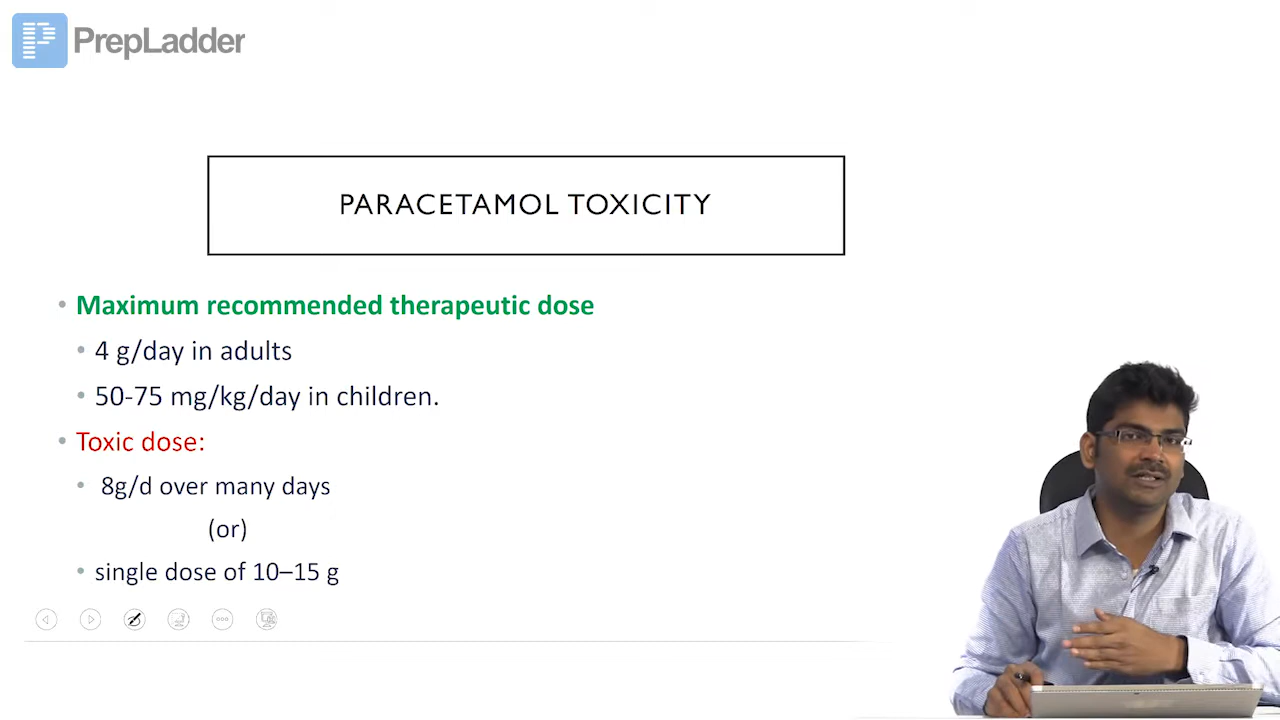 PrepLadder
PARACETAMOL TOXICITY
• Maximum recommended therapeutic dose
• 4 g/day in adults
• 50-75 mg/kg/day in children.
• Toxic dose:
• 8g/d over many days
(or)
• single dose of 10–15 g